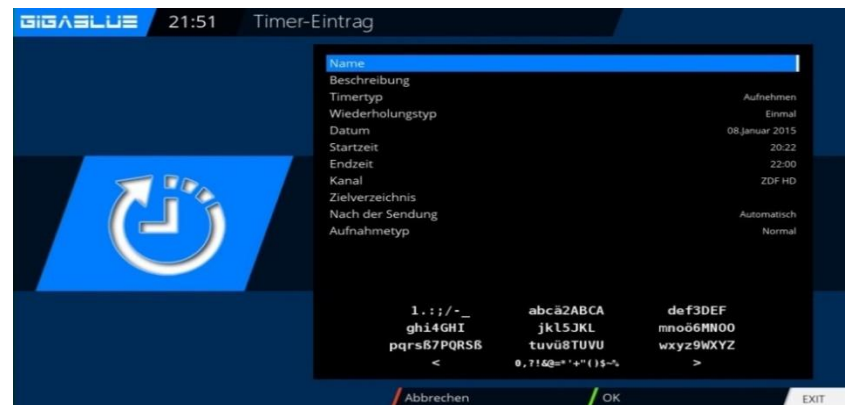 GIGABLUE 21:51 Timer-Eintrag
Name
Beschreibung
Timertyp Aufnehmen
Wiederholungstyp Einmal
Datum 08.Januar 2015
Startzeit 20:22
Endzeit 22:00
Kanal ZDF HD
Zielverzeichnis
Nach der Sendung Automatisch
Aufnahmetyp Normal
1.:;/-_ abcä2ABCA def3DEF
ghi4GHI jkl5JKL mnoö6MNOO
pqrsß7PQRSß tuvü8TUVU wxyz9WXYZ
< 0,?!&@=*'+"()$~% >
Abbrechen OK EXIT